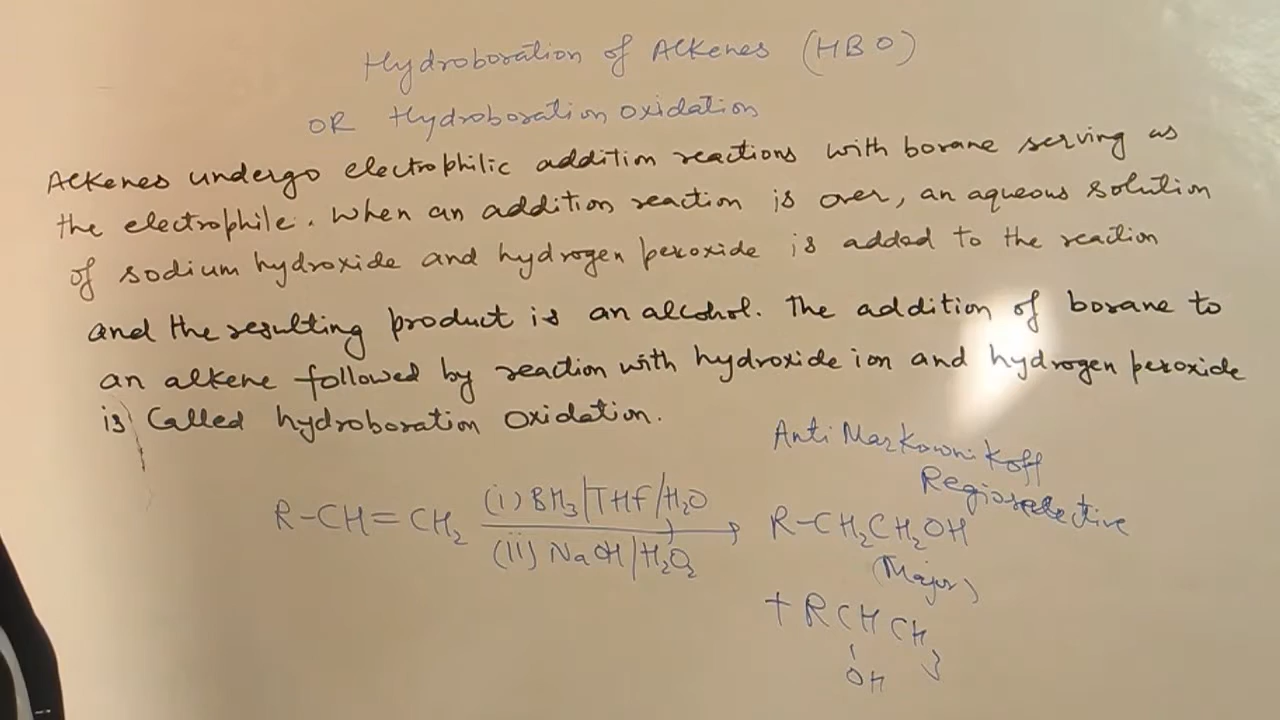 Hydroboration of Alkenes (HBO)
OR Hydroboration Oxidation
Alkenes undergo electrophilic addition reactions with borane serving as
the electrophile. When an addition reaction is over, an aqueous solution
of sodium hydroxide and hydrogen peroxide is added to the reaction
and the resulting product is an alcohol. The addition of borane to
an alkene followed by reaction with hydroxide ion and hydrogen peroxide
is Called hydroboration Oxidation.
Anti Markownikoff
Regioselective
R-CH=CH₂ (i) BH₃/THF/H₂O
(ii) NaOH/H₂O₂
R-CH₂CH₂OH
(Major)
+ RCHCH₃
OH